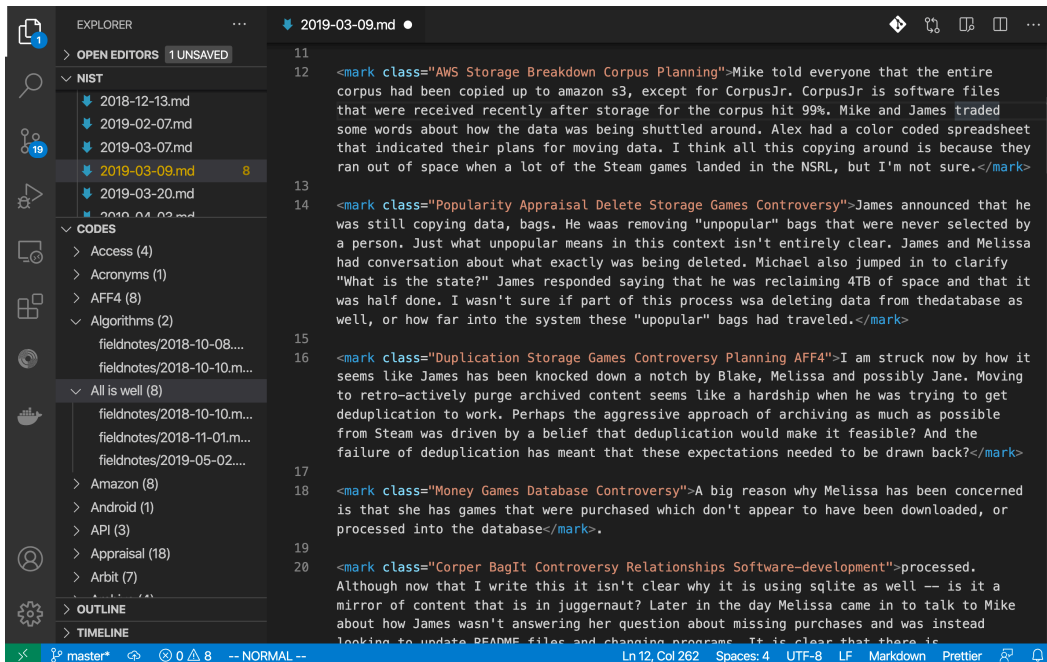 EXPLORER
···
2019-03-09.md ●
1
> OPEN EDITORS 1 UNSAVED
NIST
2018-12-13.md
2019-02-07.md
2019-03-07.md
2019-03-09.md 8
2019-03-20.md
2019-04-03.md
19
CODES
> Access (4)
> Acronyms (1)
> AFF4 (8)
Algorithms (2)
fieldnotes/2018-10-08....
fieldnotes/2018-10-10.m...
All is well (8)
fieldnotes/2018-10-10.m...
fieldnotes/2018-11-01.m...
fieldnotes/2019-05-02....
> Amazon (8)
> Android (1)
> API (3)
> Appraisal (18)
> Arbit (7)
> OUTLINE
> TIMELINE
11
12 <mark class="AWS Storage Breakdown Corpus Planning">Mike told everyone that the entire
corpus had been copied up to amazon s3, except for CorpusJr. CorpusJr is software files
that were received recently after storage for the corpus hit 99%. Mike and James traded
some words about how the data was being shuttled around. Alex had a color coded spreadsheet
that indicated their plans for moving data. I think all this copying around is because they
ran out of space when a lot of the Steam games landed in the NSRL, but I'm not sure.</mark>
13
14 <mark class="Popularity Appraisal Delete Storage Games Controversy">James announced that he
was still copying data, bags. He waas removing "unpopular" bags that were never selected by
a person. Just what unpopular means in this context isn't entirely clear. James and Melissa
had conversation about what exactly was being deleted. Michael also jumped in to clarify
"What is the state?" James responded saying that he was reclaiming 4TB of space and that it
was half done. I wasn't sure if part of this process wsa deleting data from thedatabase as
well, or how far into the system these "upopular" bags had traveled.</mark>
15
16 <mark class="Duplication Storage Games Controversy Planning AFF4">I am struck now by how it
seems like James has been knocked down a notch by Blake, Melissa and possibly Jane. Moving
to retro-actively purge archived content seems like a hardship when he was trying to get
deduplication to work. Perhaps the aggressive approach of archiving as much as possible
from Steam was driven by a belief that deduplication would make it feasible? And the
failure of deduplication has meant that these expectations needed to be drawn back?</mark>
17
18 <mark class="Money Games Database Controversy">A big reason why Melissa has been concerned
is that she has games that were purchased which don't appear to have been downloaded, or
processed into the database</mark>.
19
20 <mark class="Corper BagIt Controversy Relationships Software-development">processed.
Although now that I write this it isn't clear why it is using sqlite as well -- is it a
mirror of content that is in juggernaut? Later in the day Melissa came in to talk to Mike
about how James wasn't answering her question about missing purchases and was instead
looking to update README files and changing programs. It is clear that there is
master* 0 8 -- NORMAL -- Ln 12, Col 262 Spaces: 4 UTF-8 LF Markdown Prettier